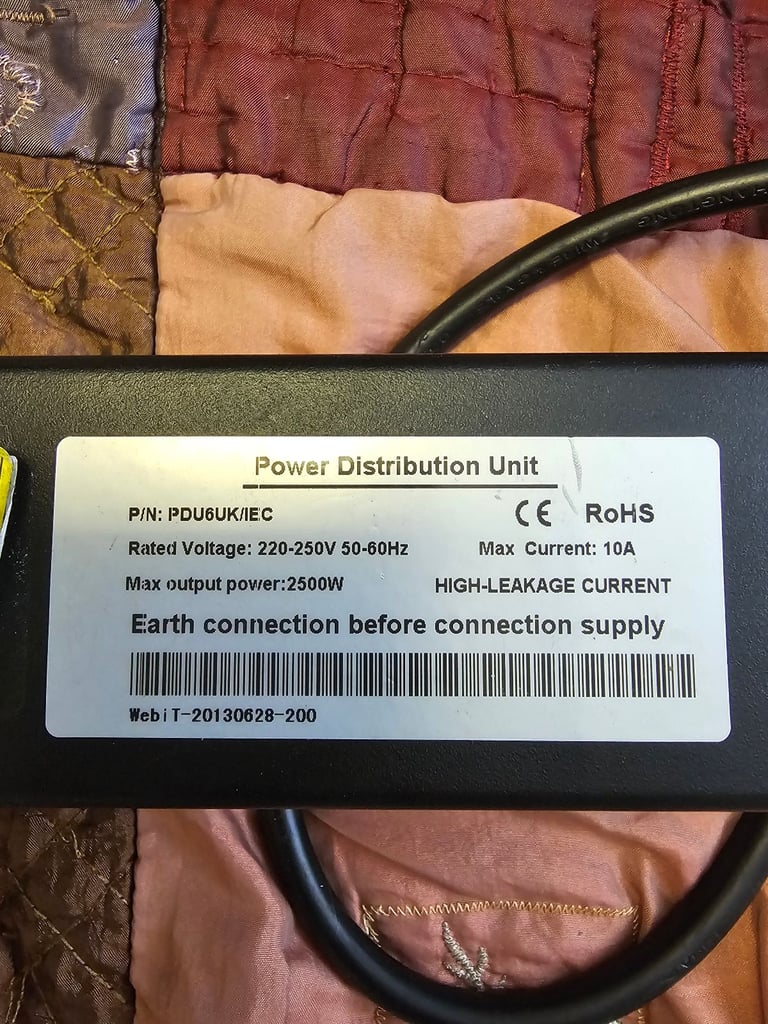 Power Distribution Unit
P/N: PDU6UK/IEC CE RoHS
Rated Voltage: 220-250V 50-60Hz Max Current: 10A
Max output power:2500W HIGH-LEAKAGE CURRENT
Earth connection before connection supply
WebiT-20130628-200